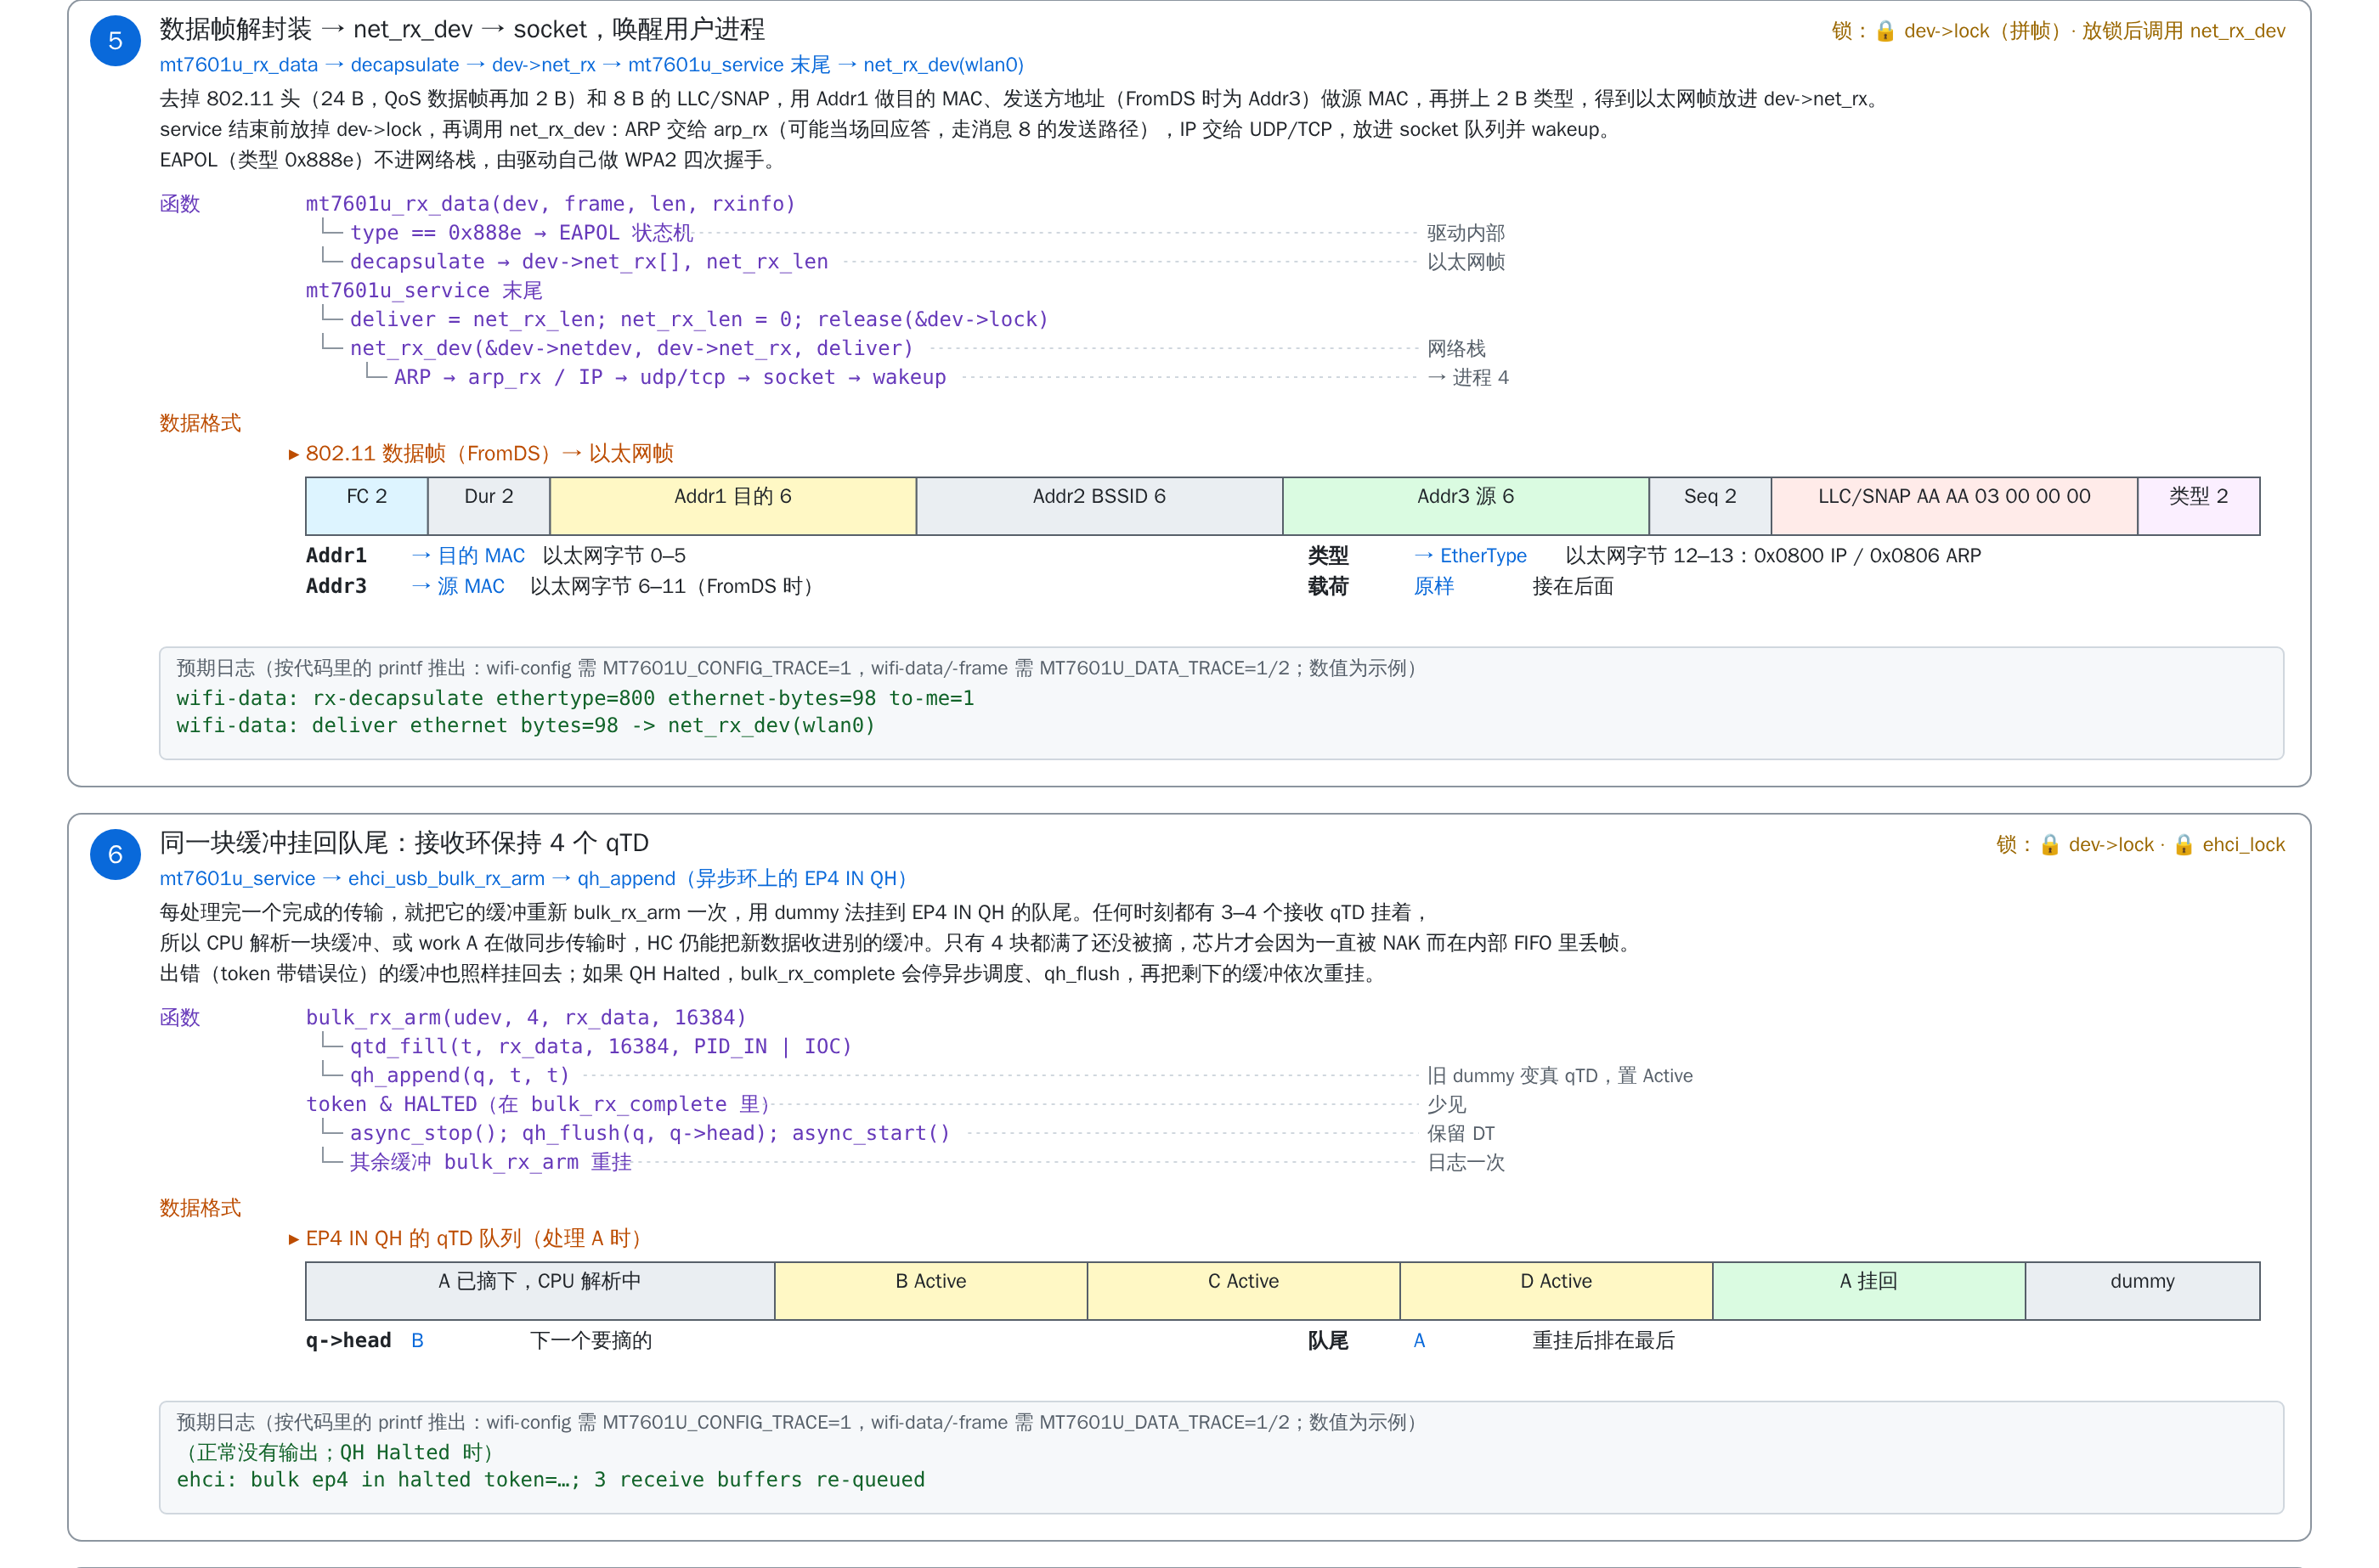 5
数据帧解封装 → net_rx_dev → socket，唤醒用户进程
锁：🔒 dev->lock（拼帧）· 放锁后调用 net_rx_dev
mt7601u_rx_data → decapsulate → dev->net_rx → mt7601u_service 末尾 → net_rx_dev(wlan0)
去掉 802.11 头（24 B，QoS 数据帧再加 2 B）和 8 B 的 LLC/SNAP，用 Addr1 做目的 MAC、发送方地址（FromDS 时为 Addr3）做源 MAC，再拼上 2 B 类型，得到以太网帧放进 dev->net_rx。
service 结束前放掉 dev->lock，再调用 net_rx_dev：ARP 交给 arp_rx（可能当场回应答，走消息 8 的发送路径），IP 交给 UDP/TCP，放进 socket 队列并 wakeup。
EAPOL（类型 0x888e）不进网络栈，由驱动自己做 WPA2 四次握手。
函数 mt7601u_rx_data(dev, frame, len, rxinfo)
└─ type == 0x888e → EAPOL 状态机 驱动内部
└─ decapsulate → dev->net_rx[], net_rx_len 以太网帧
mt7601u_service 末尾
└─ deliver = net_rx_len; net_rx_len = 0; release(&dev->lock)
└─ net_rx_dev(&dev->netdev, dev->net_rx, deliver) 网络栈
└─ ARP → arp_rx / IP → udp/tcp → socket → wakeup → 进程 4
数据格式
▸ 802.11 数据帧（FromDS）→ 以太网帧
FC 2 Dur 2 Addr1 目的 6 Addr2 BSSID 6 Addr3 源 6 Seq 2 LLC/SNAP AA AA 03 00 00 00 类型 2
Addr1 → 目的 MAC 以太网字节 0–5 类型 → EtherType 以太网字节 12–13：0x0800 IP / 0x0806 ARP
Addr3 → 源 MAC 以太网字节 6–11（FromDS 时） 载荷 原样 接在后面
预期日志（按代码里的 printf 推出：wifi-config 需 MT7601U_CONFIG_TRACE=1，wifi-data/-frame 需 MT7601U_DATA_TRACE=1/2；数值为示例）
wifi-data: rx-decapsulate ethertype=800 ethernet-bytes=98 to-me=1
wifi-data: deliver ethernet bytes=98 -> net_rx_dev(wlan0)
6
同一块缓冲挂回队尾：接收环保持 4 个 qTD
锁：🔒 dev->lock · 🔒 ehci_lock
mt7601u_service → ehci_usb_bulk_rx_arm → qh_append（异步环上的 EP4 IN QH）
每处理完一个完成的传输，就把它的缓冲重新 bulk_rx_arm 一次，用 dummy 法挂到 EP4 IN QH 的队尾。任何时刻都有 3–4 个接收 qTD 挂着，
所以 CPU 解析一块缓冲、或 work A 在做同步传输时，HC 仍能把新数据收进别的缓冲。只有 4 块都满了还没被摘，芯片才会因为一直被 NAK 而在内部 FIFO 里丢帧。
出错（token 带错误位）的缓冲也照样挂回去；如果 QH Halted，bulk_rx_complete 会停异步调度、qh_flush，再把剩下的缓冲依次重挂。
函数 bulk_rx_arm(udev, 4, rx_data, 16384)
└─ qtd_fill(t, rx_data, 16384, PID_IN | IOC)
└─ qh_append(q, t, t) 旧 dummy 变真 qTD，置 Active
token & HALTED（在 bulk_rx_complete 里） 少见
└─ async_stop(); qh_flush(q, q->head); async_start() 保留 DT
└─ 其余缓冲 bulk_rx_arm 重挂 日志一次
数据格式
▸ EP4 IN QH 的 qTD 队列（处理 A 时）
A 已摘下，CPU 解析中 B Active C Active D Active A 挂回 dummy
q->head B 下一个要摘的 队尾 A 重挂后排在最后
预期日志（按代码里的 printf 推出：wifi-config 需 MT7601U_CONFIG_TRACE=1，wifi-data/-frame 需 MT7601U_DATA_TRACE=1/2；数值为示例）
（正常没有输出；QH Halted 时）
ehci: bulk ep4 in halted token=…; 3 receive buffers re-queued